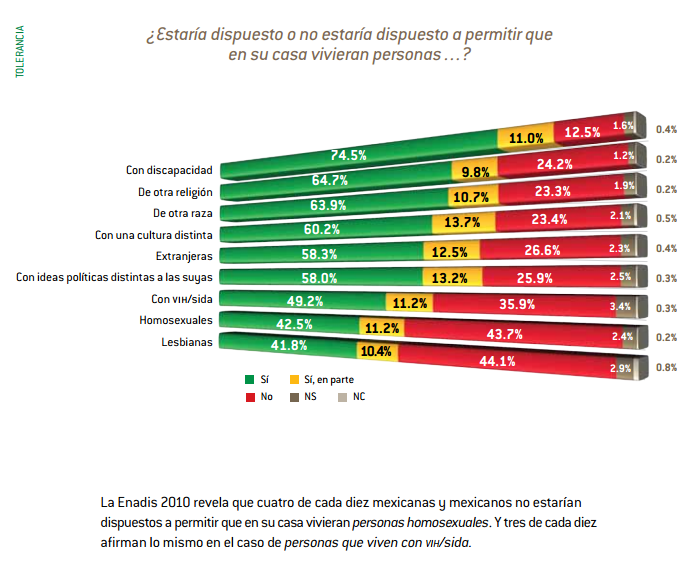 TOLERANCIA
¿Estaría dispuesto o no estaría dispuesto a permitir que
en su casa vivieran personas ...?
Con discapacidad 74.5% 11.0% 12.5% 1.6% 0.4%
De otra religión 64.7% 9.8% 24.2% 1.2% 0.2%
De otra raza 63.9% 10.7% 23.3% 1.9% 0.2%
Con una cultura distinta 60.2% 13.7% 23.4% 2.1% 0.5%
Extranjeras 58.3% 12.5% 26.6% 2.3% 0.4%
Con ideas políticas distintas a las suyas 58.0% 13.2% 25.9% 2.5% 0.3%
Con VIH/sida 49.2% 11.2% 35.9% 3.4% 0.3%
Homosexuales 42.5% 11.2% 43.7% 2.4% 0.2%
Lesbianas 41.8% 10.4% 44.1% 2.9% 0.8%
Sí Sí, en parte
No NS NC
La Enadis 2010 revela que cuatro de cada diez mexicanas y mexicanos no estarían
dispuestos a permitir que en su casa vivieran personas homosexuales. Y tres de cada diez
afirman lo mismo en el caso de personas que viven con VIH/sida.